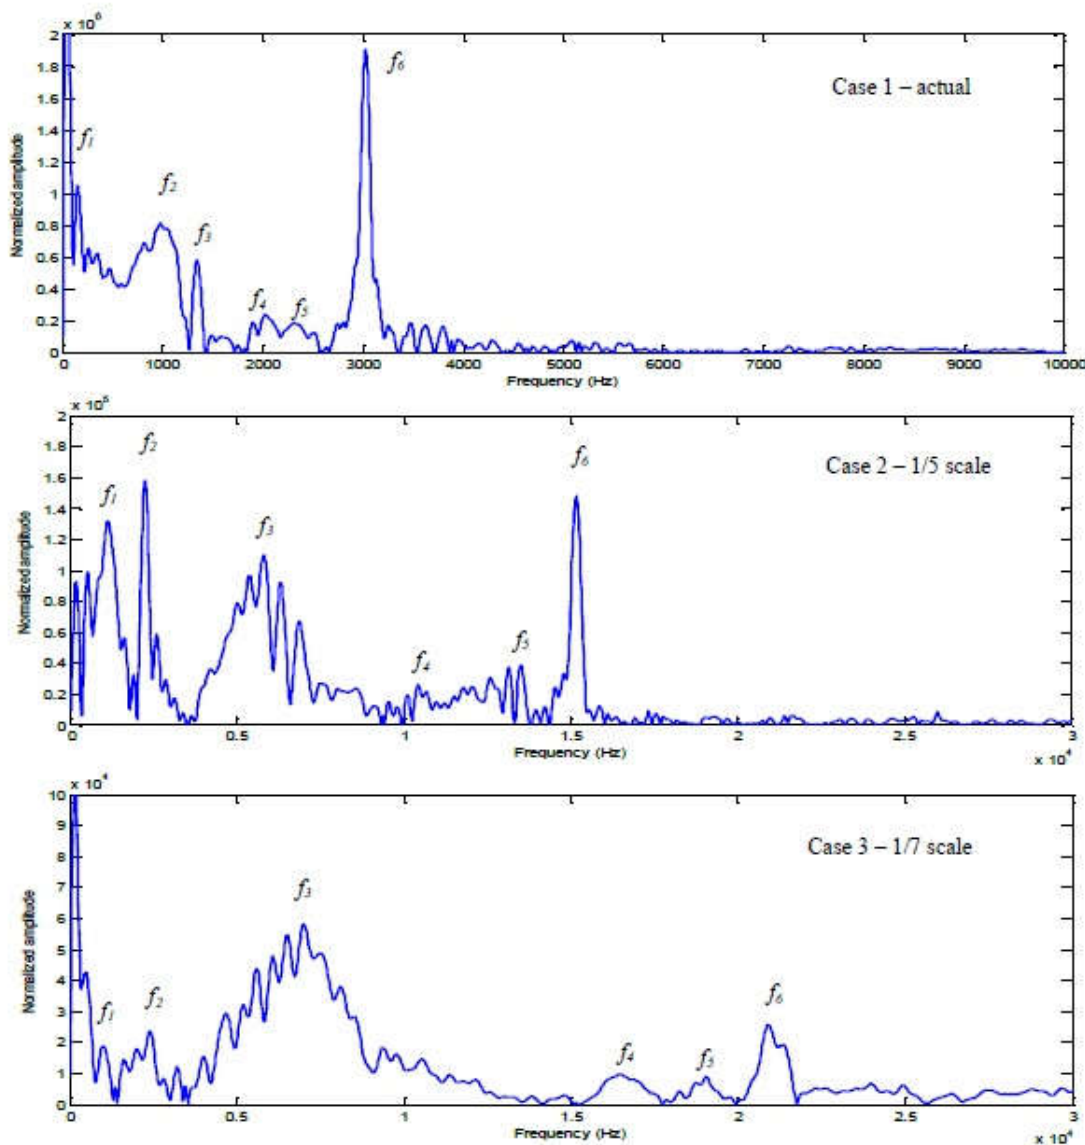 x 10⁶
2
1.8
1.6
1.4
1.2
1
0.8
0.6
0.4
0.2
0
Normalized amplitude
f1
f2
f3
f4
f5
f6
Case 1 – actual
0 1000 2000 3000 4000 5000 6000 7000 8000 9000 10000
Frequency (Hz)
x 10⁵
2
1.8
1.6
1.4
1.2
1
0.8
0.6
0.4
0.2
0
Normalized amplitude
f1
f2
f3
f4
f5
f6
Case 2 – 1/5 scale
0 0.5 1 1.5 2 2.5 3
Frequency (Hz)
x 10⁴
x 10⁴
10
9
8
7
6
5
4
3
2
1
0
Normalized amplitude
f1
f2
f3
f4
f5
f6
Case 3 – 1/7 scale
0 0.5 1 1.5 2 2.5 3
Frequency (Hz)
x 10⁴